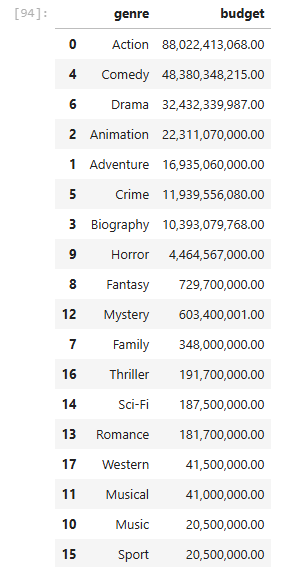 [94]: genre budget
0 Action 88,022,413,068.00
4 Comedy 48,380,348,215.00
6 Drama 32,432,339,987.00
2 Animation 22,311,070,000.00
1 Adventure 16,935,060,000.00
5 Crime 11,939,556,080.00
3 Biography 10,393,079,768.00
9 Horror 4,464,567,000.00
8 Fantasy 729,700,000.00
12 Mystery 603,400,001.00
7 Family 348,000,000.00
16 Thriller 191,700,000.00
14 Sci-Fi 187,500,000.00
13 Romance 181,700,000.00
17 Western 41,500,000.00
11 Musical 41,000,000.00
10 Music 20,500,000.00
15 Sport 20,500,000.00